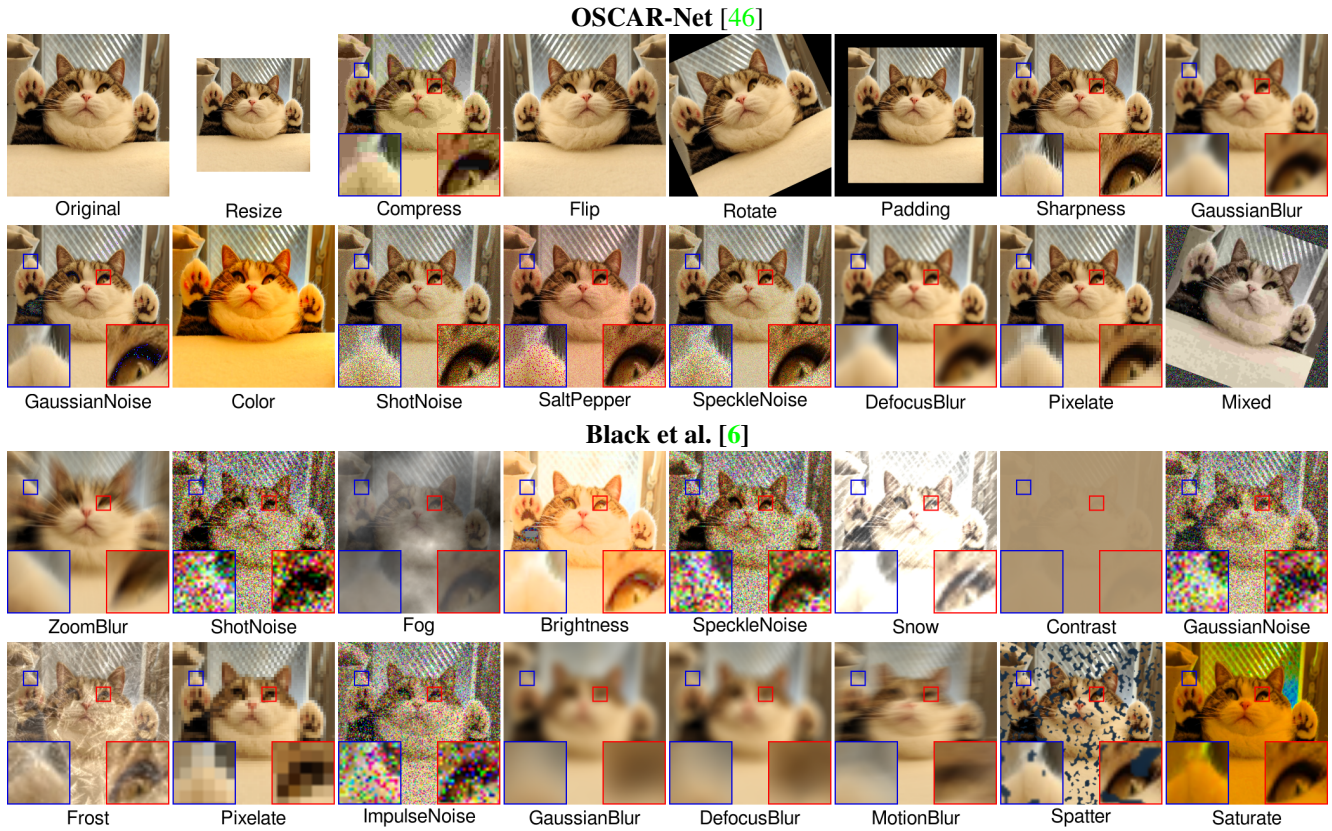 OSCAR-Net [46]
Original Resize Compress Flip Rotate Padding Sharpness GaussianBlur
GaussianNoise Color ShotNoise SaltPepper SpeckleNoise DefocusBlur Pixelate Mixed
Black et al. [6]
ZoomBlur ShotNoise Fog Brightness SpeckleNoise Snow Contrast GaussianNoise
Frost Pixelate ImpulseNoise GaussianBlur DefocusBlur MotionBlur Spatter Saturate